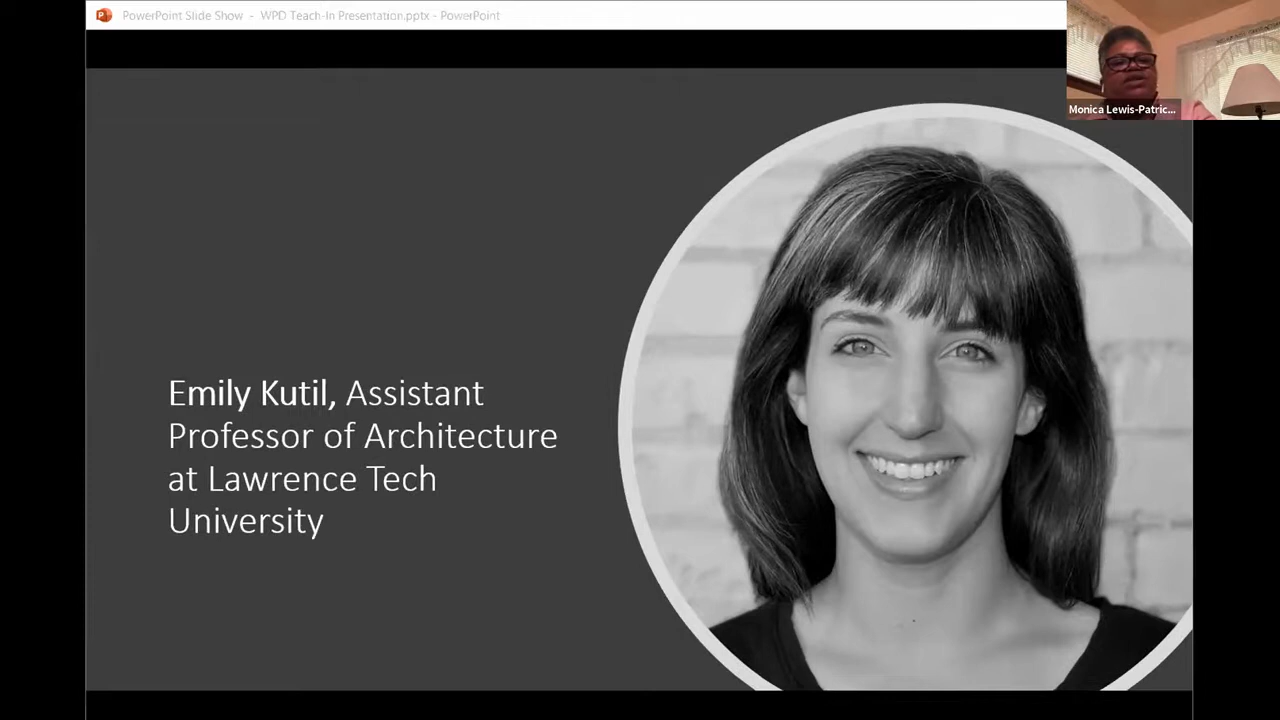 PowerPoint Slide Show - WPD Teach-In Presentation.pptx - PowerPoint
Monica Lewis-Patric...
Emily Kutil, Assistant
Professor of Architecture
at Lawrence Tech
University